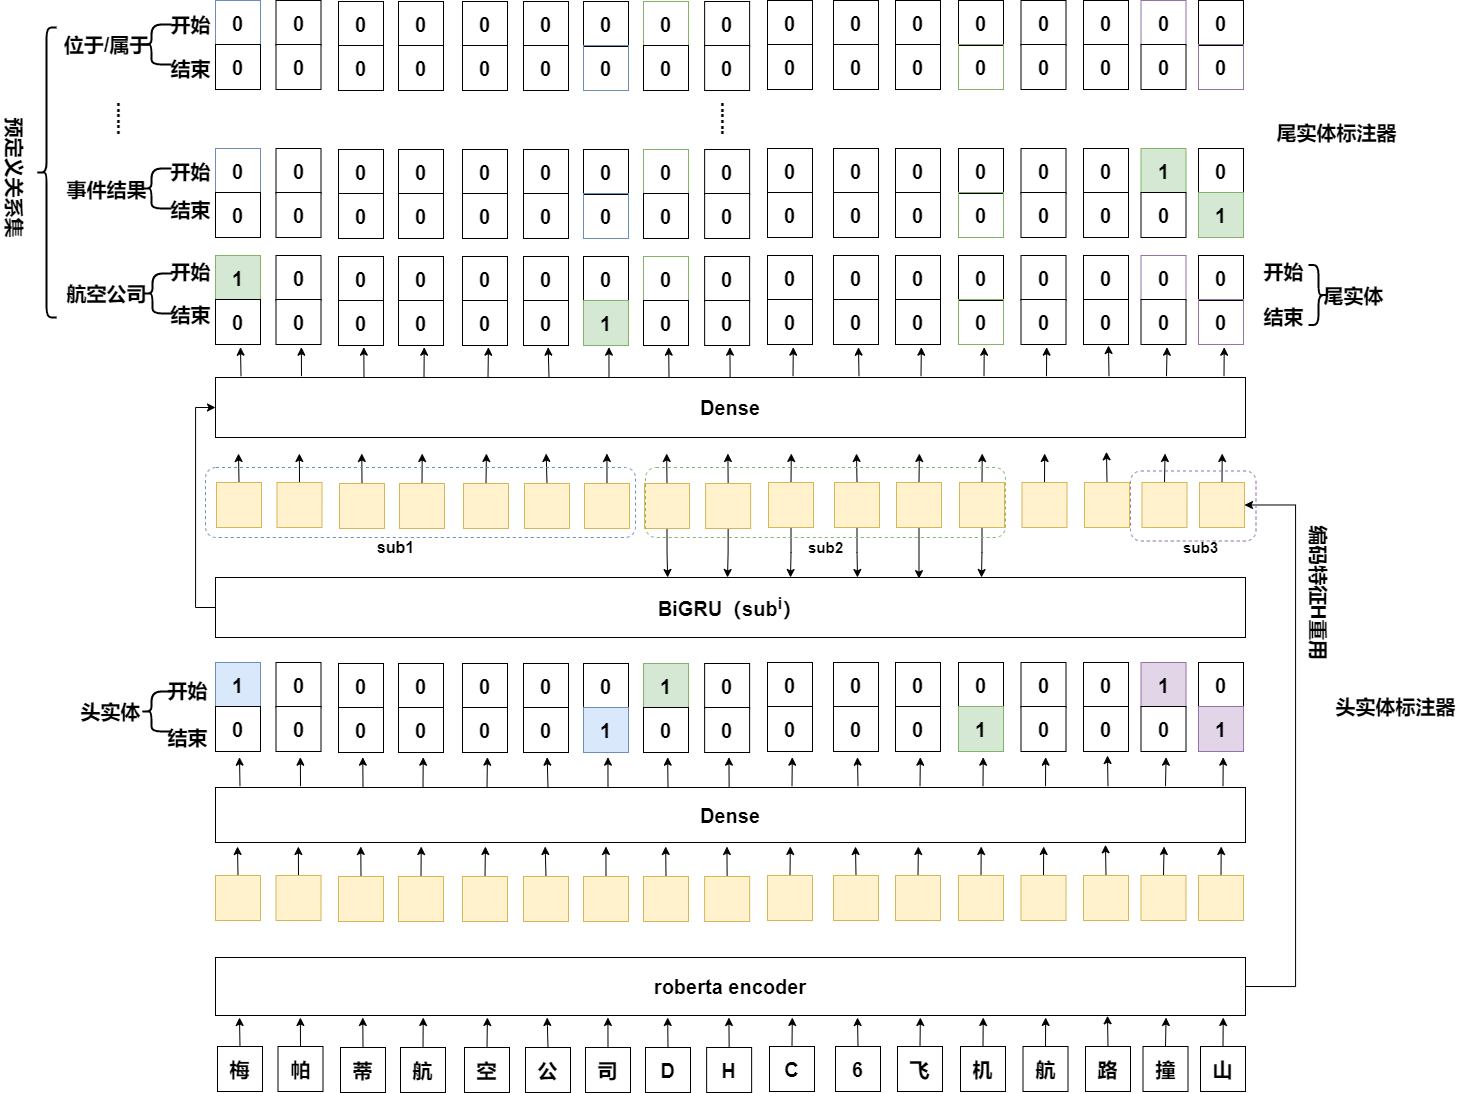 位于/属于 开始 0 0 0 0 0 0 0 0 0 0 0 0 0 0 0 0 0
结束 0 0 0 0 0 0 0 0 0 0 0 0 0 0 0 0 0
尾实体标注器
预定义关系集
事件结果 开始 0 0 0 0 0 0 0 0 0 0 0 0 0 0 0 1 0
结束 0 0 0 0 0 0 0 0 0 0 0 0 0 0 0 0 1
航空公司 开始 1 0 0 0 0 0 0 0 0 0 0 0 0 0 0 0 0 开始
结束 0 0 0 0 0 0 1 0 0 0 0 0 0 0 0 0 0 结束
尾实体
Dense
sub1 sub2 sub3
编码特征H重用
BiGRU（subⁱ）
头实体 开始 1 0 0 0 0 0 0 1 0 0 0 0 0 0 0 1 0
结束 0 0 0 0 0 0 1 0 0 0 0 0 1 0 0 0 1
头实体标注器
Dense
roberta encoder
梅 帕 蒂 航 空 公 司 D H C 6 飞 机 航 路 撞 山